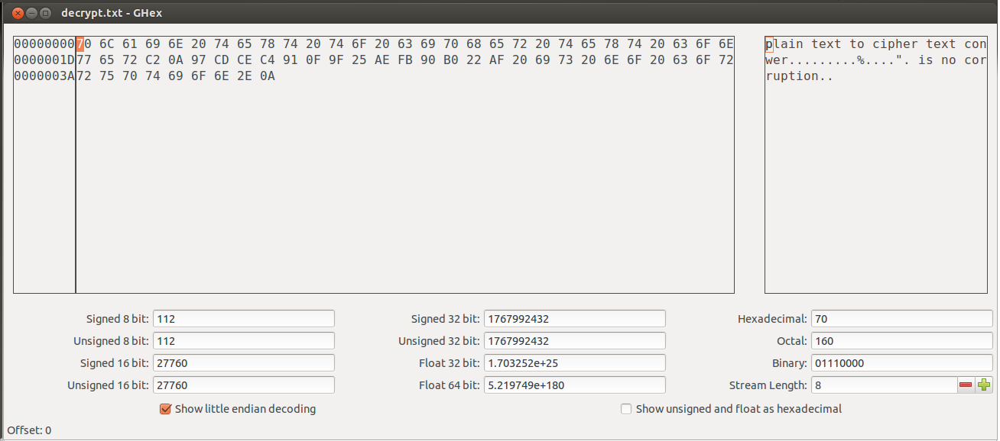 decrypt.txt - GHex
00000000 70 6C 61 69 6E 20 74 65 78 74 20 74 6F 20 63 69 70 68 65 72 20 74 65 78 74 20 63 6F 6E plain text to cipher text con
0000001D 77 65 72 C2 0A 97 CD CE C4 91 0F 9F 25 AE FB 90 B0 22 AF 20 69 73 20 6E 6F 20 63 6F 72 wer.........%....". is no cor
0000003A 72 75 70 74 69 6F 6E 2E 0A ruption..
Signed 8 bit: 112 Signed 32 bit: 1767992432 Hexadecimal: 70
Unsigned 8 bit: 112 Unsigned 32 bit: 1767992432 Octal: 160
Signed 16 bit: 27760 Float 32 bit: 1.703252e+25 Binary: 01110000
Unsigned 16 bit: 27760 Float 64 bit: 5.219749e+180 Stream Length: 8
Show little endian decoding Show unsigned and float as hexadecimal
Offset: 0